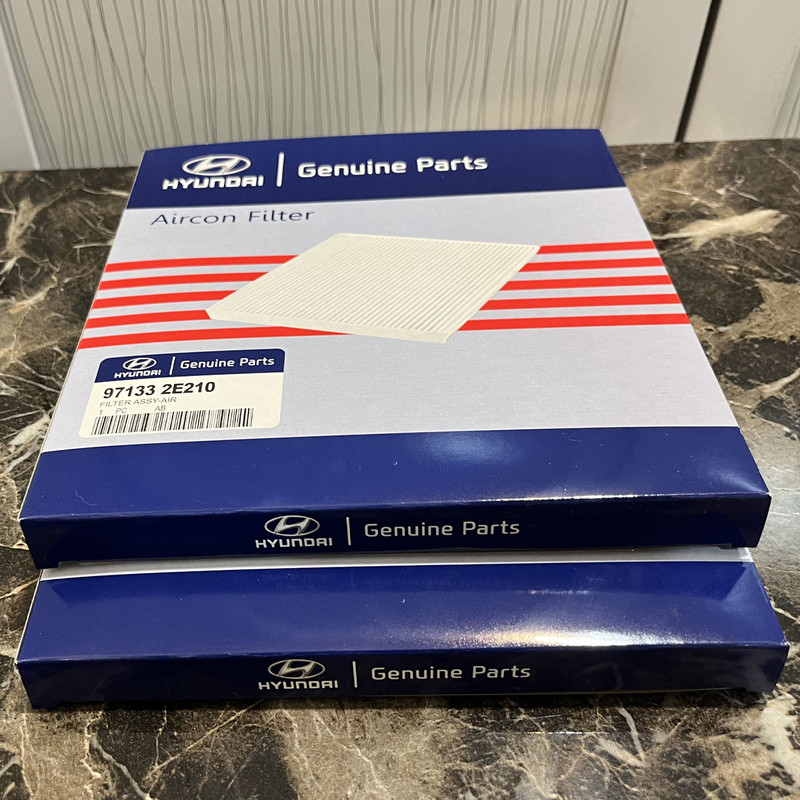 HYUNDAI | Genuine Parts
Aircon Filter
HYUNDAI | Genuine Parts
97133 2E210
FILTER ASSY-AIR
1 PC AB
HYUNDAI | Genuine Parts
HYUNDAI | Genuine Parts